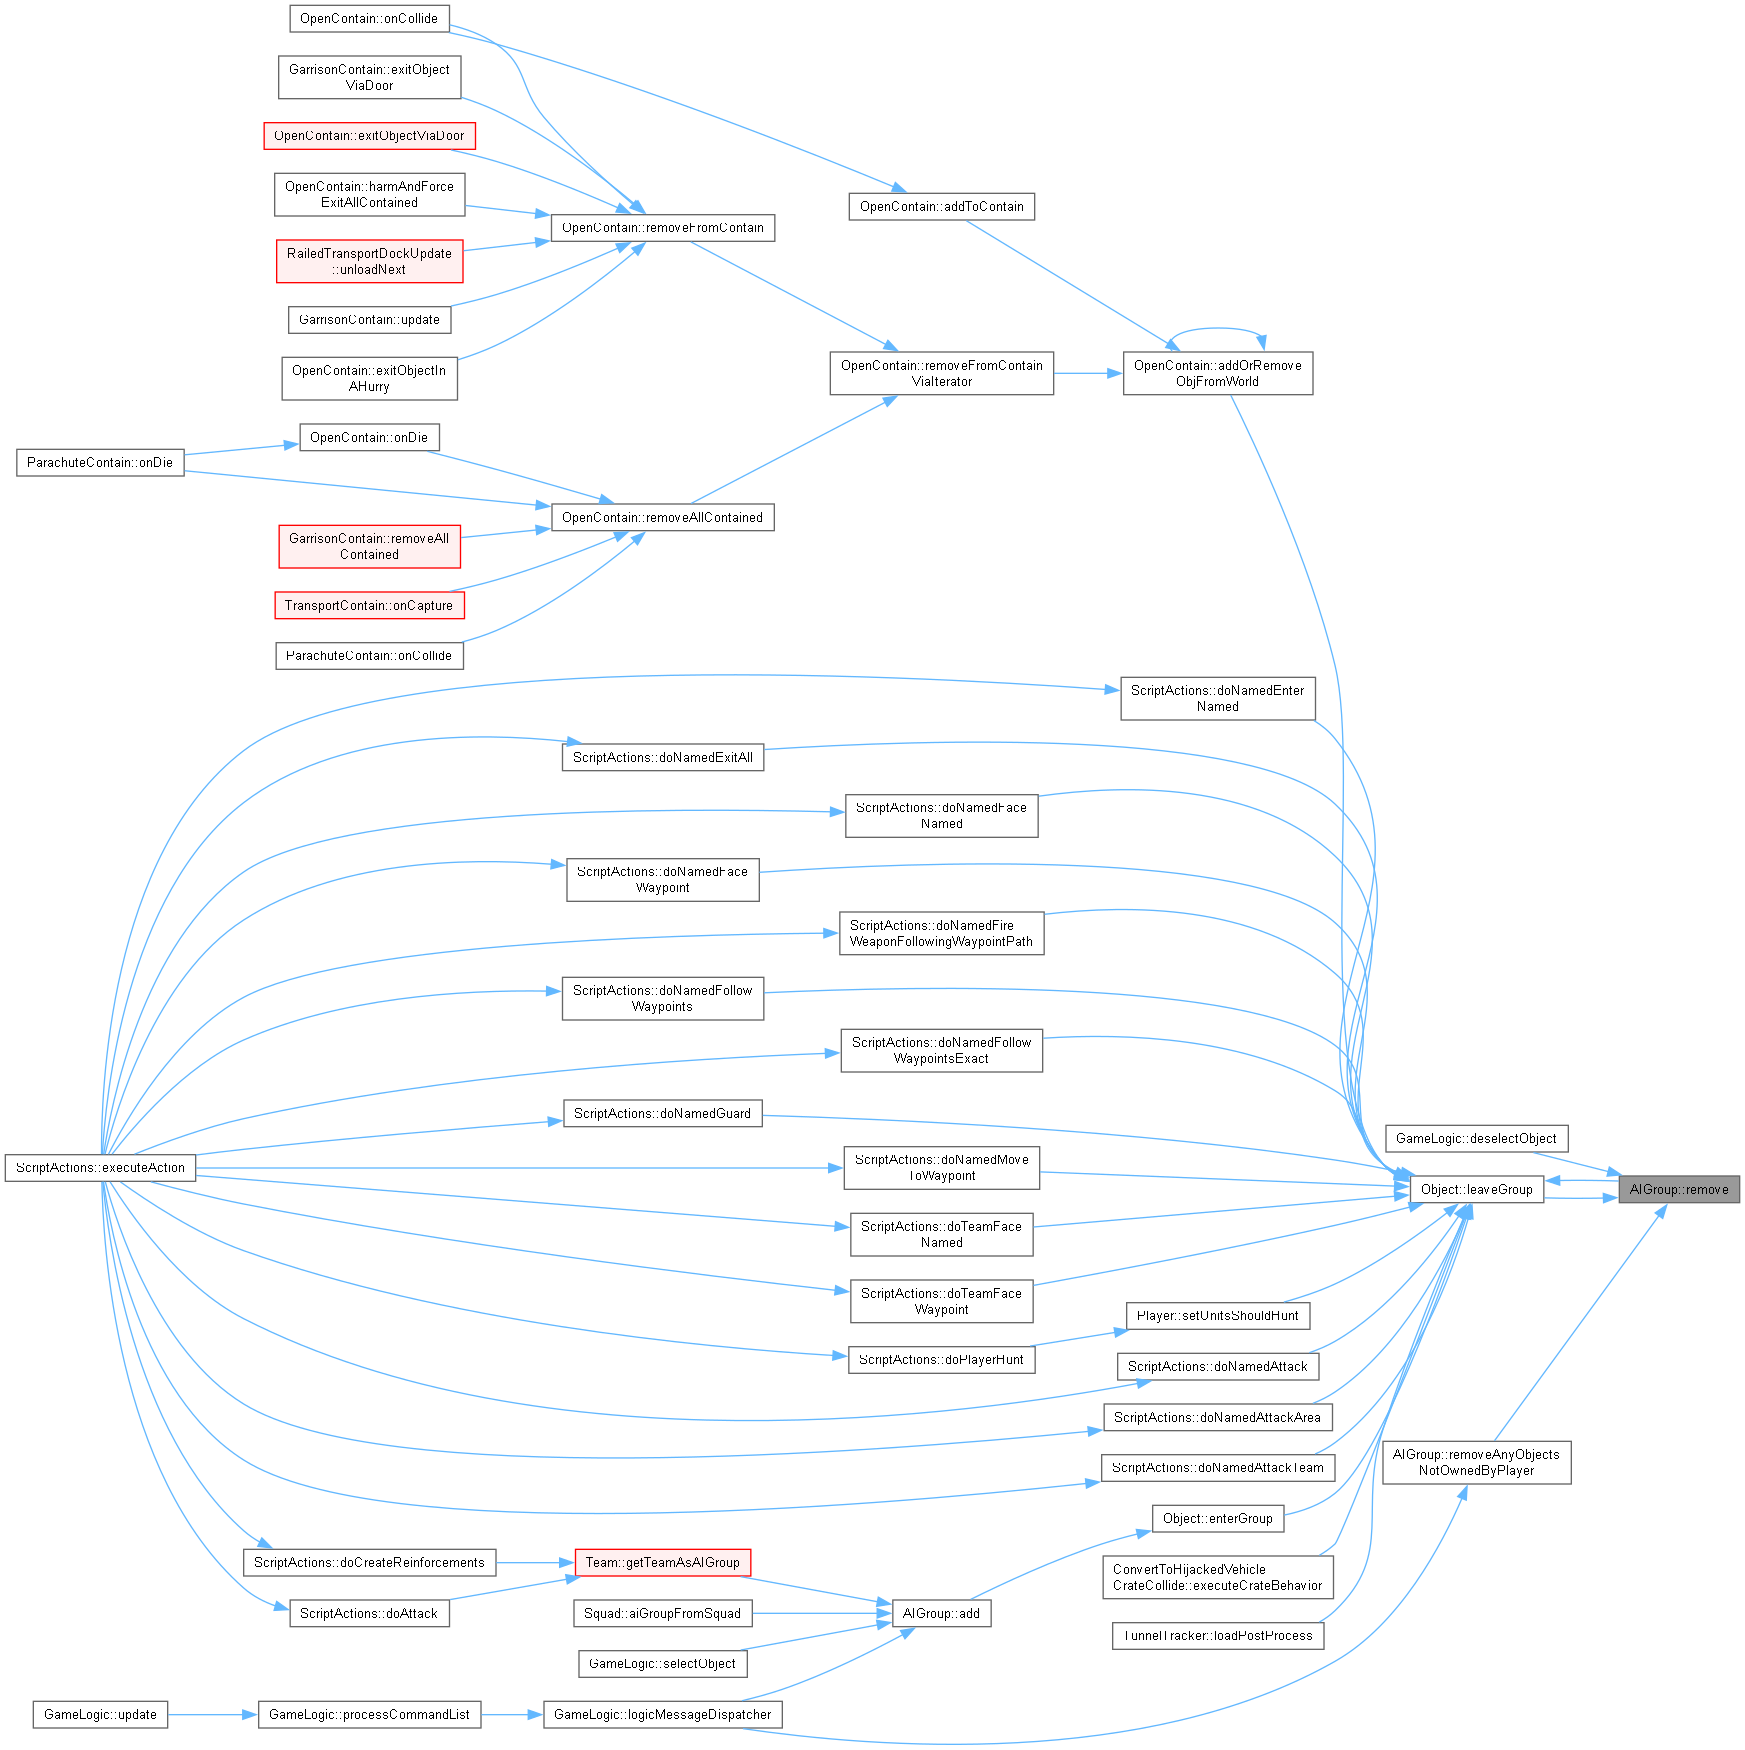 OpenContain::onCollide
GarrisonContain::exitObject
ViaDoor
OpenContain::exitObjectViaDoor
OpenContain::harmAndForce
ExitAllContained
RailedTransportDockUpdate
::unloadNext
GarrisonContain::update
OpenContain::exitObjectIn
AHurry
OpenContain::removeFromContain
OpenContain::addToContain
OpenContain::removeFromContain
ViaIterator
OpenContain::addOrRemove
ObjFromWorld
OpenContain::onDie
ParachuteContain::onDie
OpenContain::removeAllContained
GarrisonContain::removeAll
Contained
TransportContain::onCapture
ParachuteContain::onCollide
ScriptActions::doNamedEnter
Named
ScriptActions::doNamedExitAll
ScriptActions::doNamedFace
Named
ScriptActions::doNamedFace
Waypoint
ScriptActions::doNamedFire
WeaponFollowingWaypointPath
ScriptActions::doNamedFollow
Waypoints
ScriptActions::doNamedFollow
WaypointsExact
ScriptActions::doNamedGuard
GameLogic::deselectObject
ScriptActions::executeAction
ScriptActions::doNamedMove
ToWaypoint
Object::leaveGroup
AIGroup::remove
ScriptActions::doTeamFace
Named
ScriptActions::doTeamFace
Waypoint
Player::setUnitsShouldHunt
ScriptActions::doPlayerHunt
ScriptActions::doNamedAttack
ScriptActions::doNamedAttackArea
ScriptActions::doNamedAttackTeam
AIGroup::removeAnyObjects
NotOwnedByPlayer
Object::enterGroup
ScriptActions::doCreateReinforcements
Team::getTeamAsAIGroup
ConvertToHijackedVehicle
CrateCollide::executeCrateBehavior
ScriptActions::doAttack
Squad::aiGroupFromSquad
AIGroup::add
TunnelTracker::loadPostProcess
GameLogic::selectObject
GameLogic::update
GameLogic::processCommandList
GameLogic::logicMessageDispatcher